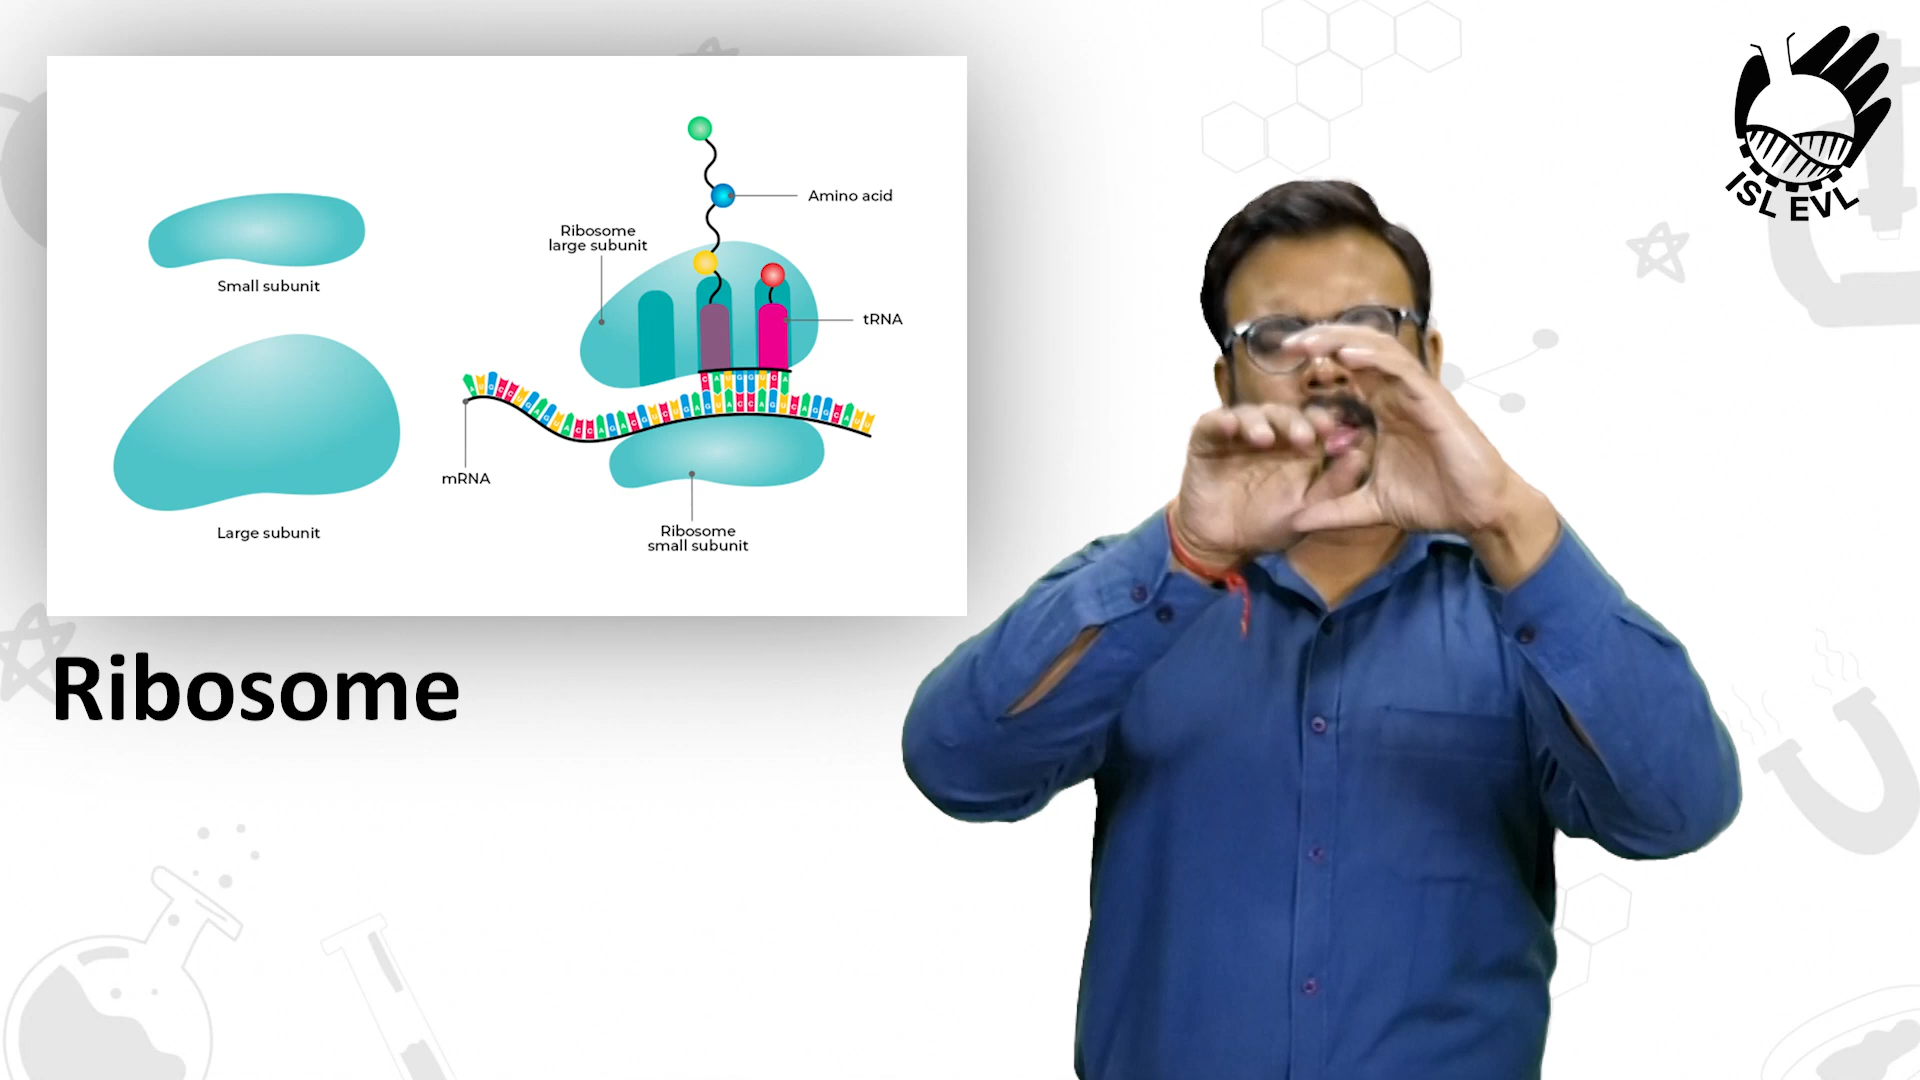 Amino acid
Ribosome
large subunit
Small subunit
tRNA
mRNA
Large subunit
Ribosome
small subunit
Ribosome
ISL EVL